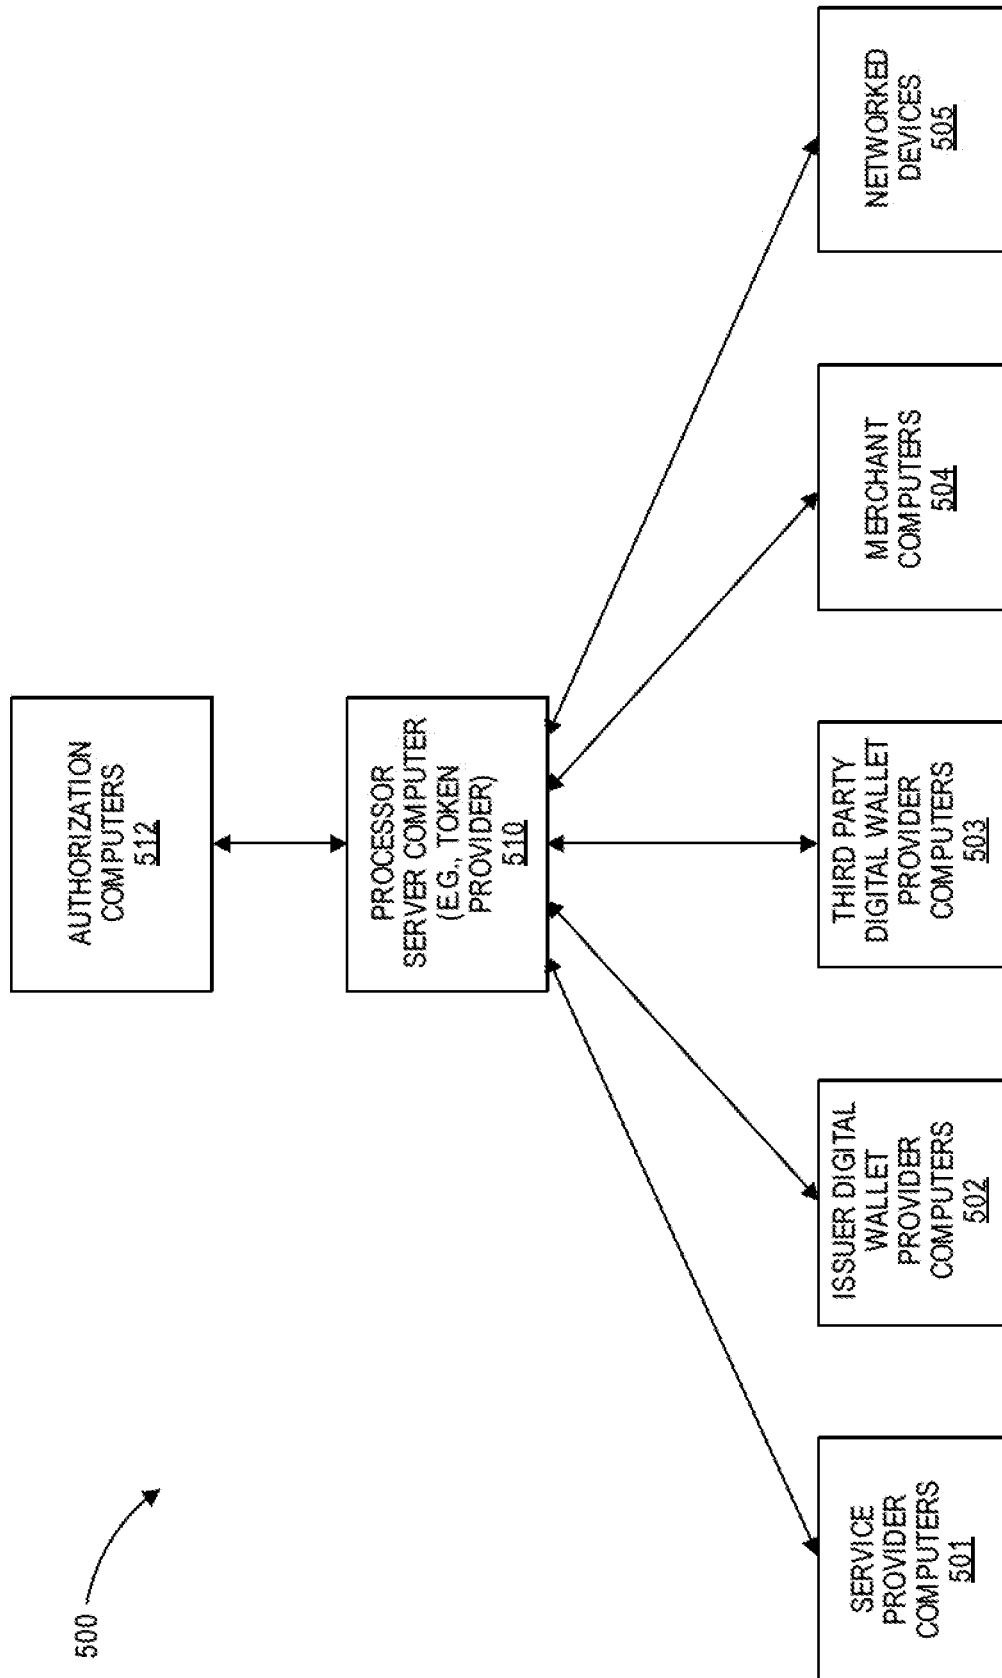 500
AUTHORIZATION
COMPUTERS
512
PROCESSOR
SERVER COMPUTER
(E.G., TOKEN
PROVIDER)
510
SERVICE
PROVIDER
COMPUTERS
501
ISSUER DIGITAL
WALLET
PROVIDER
COMPUTERS
502
THIRD PARTY
DIGITAL WALLET
PROVIDER
COMPUTERS
503
MERCHANT
COMPUTERS
504
NETWORKED
DEVICES
505